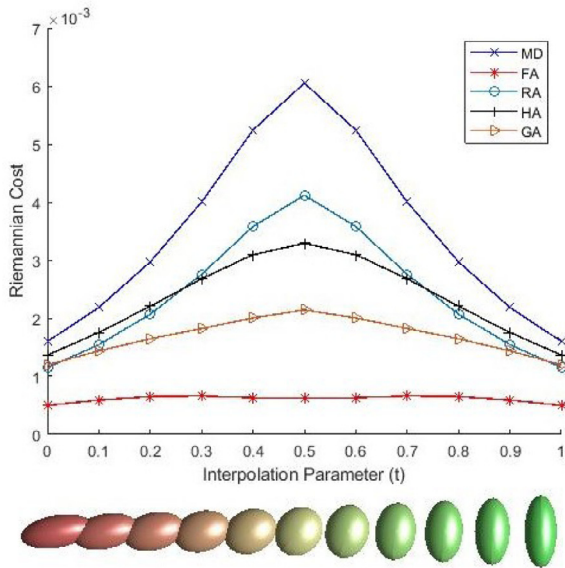 ×10⁻³
7
6
5
4
3
2
1
0
Riemannian Cost
MD
FA
RA
HA
GA
0 0.1 0.2 0.3 0.4 0.5 0.6 0.7 0.8 0.9 1
Interpolation Parameter (t)